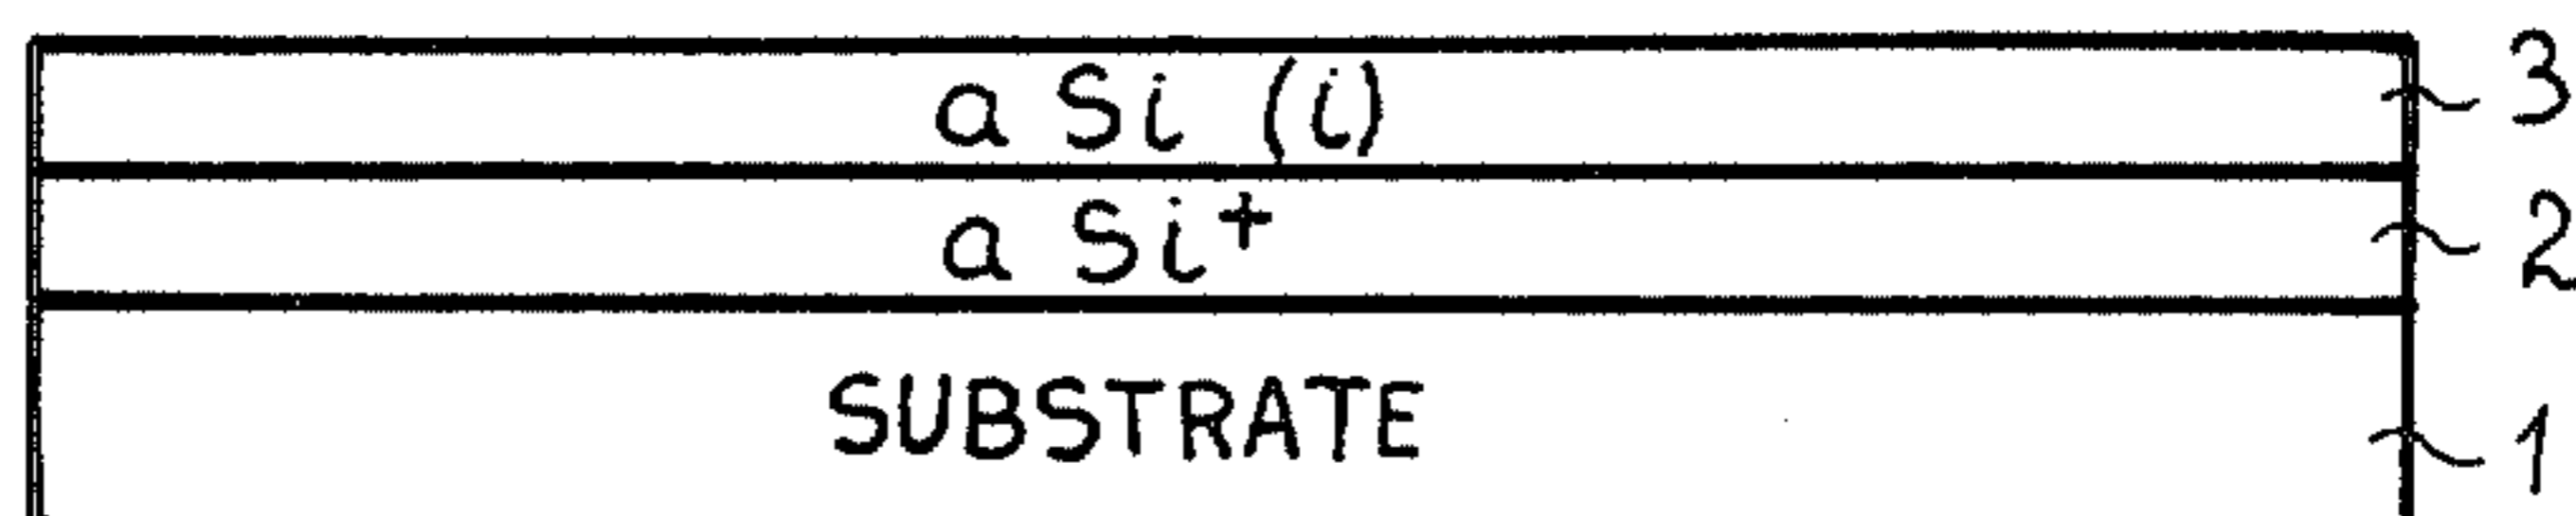 a Si (i) 3
a Si⁺ 2
SUBSTRATE 1